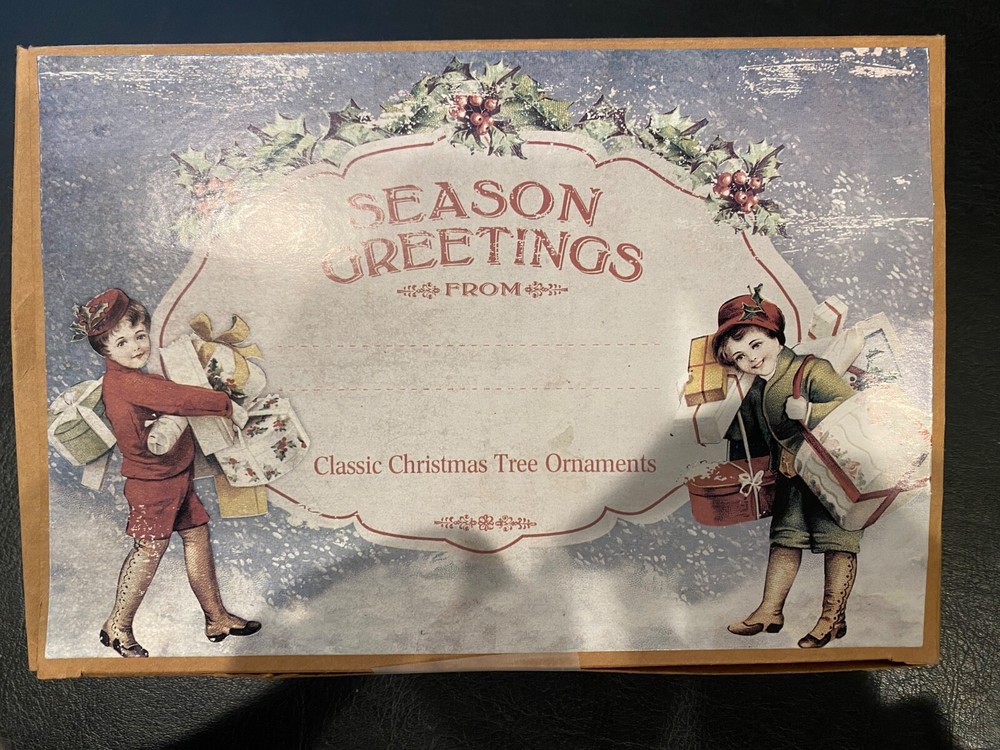 SEASON
GREETINGS
FROM
Classic Christmas Tree Ornaments